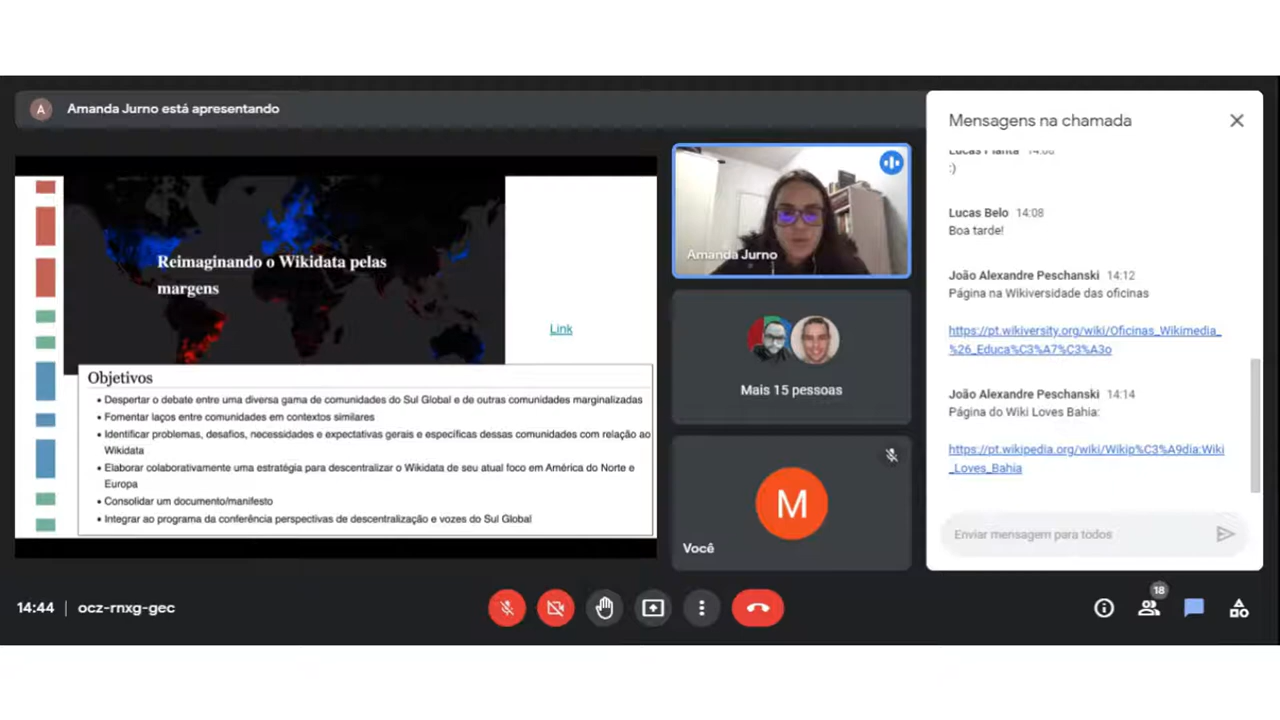 A
Amanda Jurno está apresentando
Reimaginando o Wikidata pelas
margens
Link
Objetivos
• Despertar o debate entre uma diversa gama de comunidades do Sul Global e de outras comunidades marginalizadas
• Fomentar laços entre comunidades em contextos similares
• Identificar problemas, desafios, necessidades e expectativas gerais e específicas dessas comunidades com relação ao
Wikidata
• Elaborar colaborativamente uma estratégia para descentralizar o Wikidata de seu atual foco em América do Norte e
Europa
• Consolidar um documento/manifesto
• Integrar ao programa da conferência perspectivas de descentralização e vozes do Sul Global
Amanda Jurno
Mais 15 pessoas
M
Você
Mensagens na chamada
:)
Lucas Belo 14:08
Boa tarde!
João Alexandre Peschanski 14:12
Página na Wikiversidade das oficinas
https://pt.wikiversity.org/wiki/Oficinas_Wikimedia_
%26_Educa%C3%A7%C3%A3o
João Alexandre Peschanski 14:14
Página do Wiki Loves Bahia:
https://pt.wikipedia.org/wiki/Wikip%C3%A9dia:Wiki
_Loves_Bahia
Enviar mensagem para todos
14:44 | ocz-rnxg-gec
18